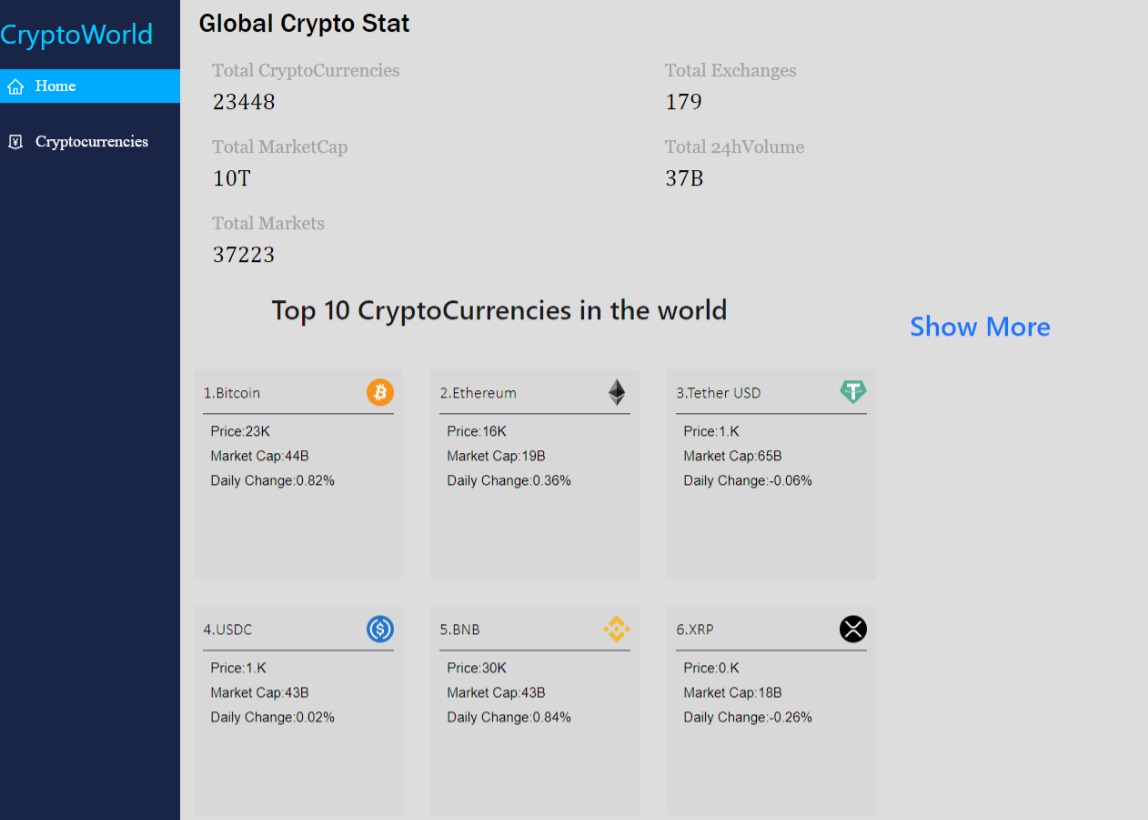 CryptoWorld
Home
Cryptocurrencies
Global Crypto Stat
Total CryptoCurrencies
23448
Total Exchanges
179
Total MarketCap
10T
Total 24hVolume
37B
Total Markets
37223
Top 10 CryptoCurrencies in the world
Show More
1.Bitcoin
Price:23K
Market Cap:44B
Daily Change:0.82%
2.Ethereum
Price:16K
Market Cap:19B
Daily Change:0.36%
3.Tether USD
Price:1.K
Market Cap:65B
Daily Change:-0.06%
4.USDC
Price:1.K
Market Cap:43B
Daily Change:0.02%
5.BNB
Price:30K
Market Cap:43B
Daily Change:0.84%
6.XRP
Price:0.K
Market Cap:18B
Daily Change:-0.26%